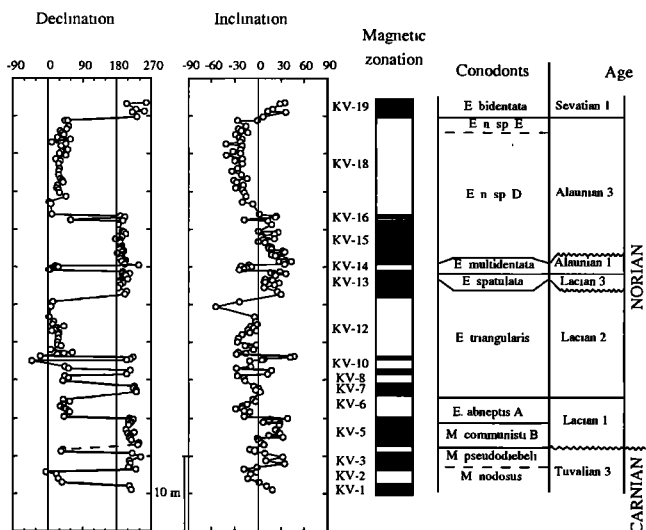 Declination
Inclination
Magnetic zonation
Conodonts
Age
-90 0 90 180 270
-90 -60 -30 0 30 60 90
KV-19
KV-18
KV-16
KV-15
KV-14
KV-13
KV-12
KV-10
KV-8
KV-7
KV-6
KV-5
KV-3
KV-2
KV-1
10 m
E bidentata
E n sp E
E n sp D
E multidentata
E spatulata
E triangularis
E. abneptis A
M communisti B
M pseudodiebeli
M nodosus
Sevatian 1
Alaunian 3
Alaunian 1
Lacian 3
Lacian 2
Lacian 1
Tuvalian 3
NORIAN
CARNIAN